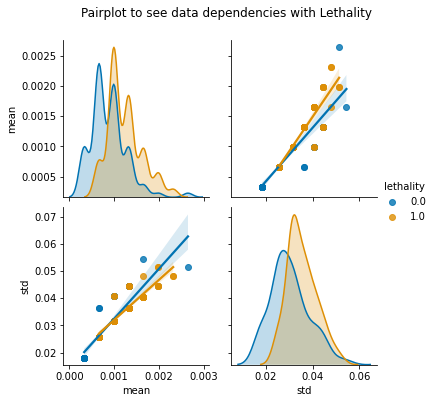 Pairplot to see data dependencies with Lethality
0.0025
0.0020
0.0015
0.0010
0.0005
mean
lethality
0.0
1.0
0.07
0.06
0.05
0.04
0.03
0.02
std
0.000 0.001 0.002 0.003
0.02 0.04 0.06
mean std